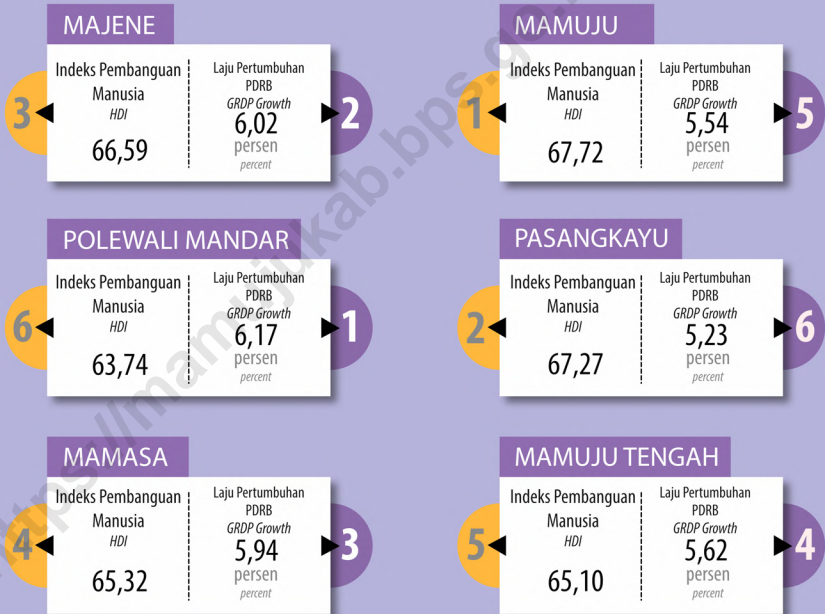 MAJENE
3
Indeks Pembanguan
Manusia
HDI
66,59
Laju Pertumbuhan
PDRB
GRDP Growth
6,02
persen
percent
2
MAMUJU
1
Indeks Pembanguan
Manusia
HDI
67,72
Laju Pertumbuhan
PDRB
GRDP Growth
5,54
persen
percent
5
POLEWALI MANDAR
6
Indeks Pembanguan
Manusia
HDI
63,74
Laju Pertumbuhan
PDRB
GRDP Growth
6,17
persen
percent
1
PASANGKAYU
2
Indeks Pembanguan
Manusia
HDI
67,27
Laju Pertumbuhan
PDRB
GRDP Growth
5,23
persen
percent
6
MAMASA
4
Indeks Pembanguan
Manusia
HDI
65,32
Laju Pertumbuhan
PDRB
GRDP Growth
5,94
persen
percent
3
MAMUJU TENGAH
5
Indeks Pembanguan
Manusia
HDI
65,10
Laju Pertumbuhan
PDRB
GRDP Growth
5,62
persen
percent
4